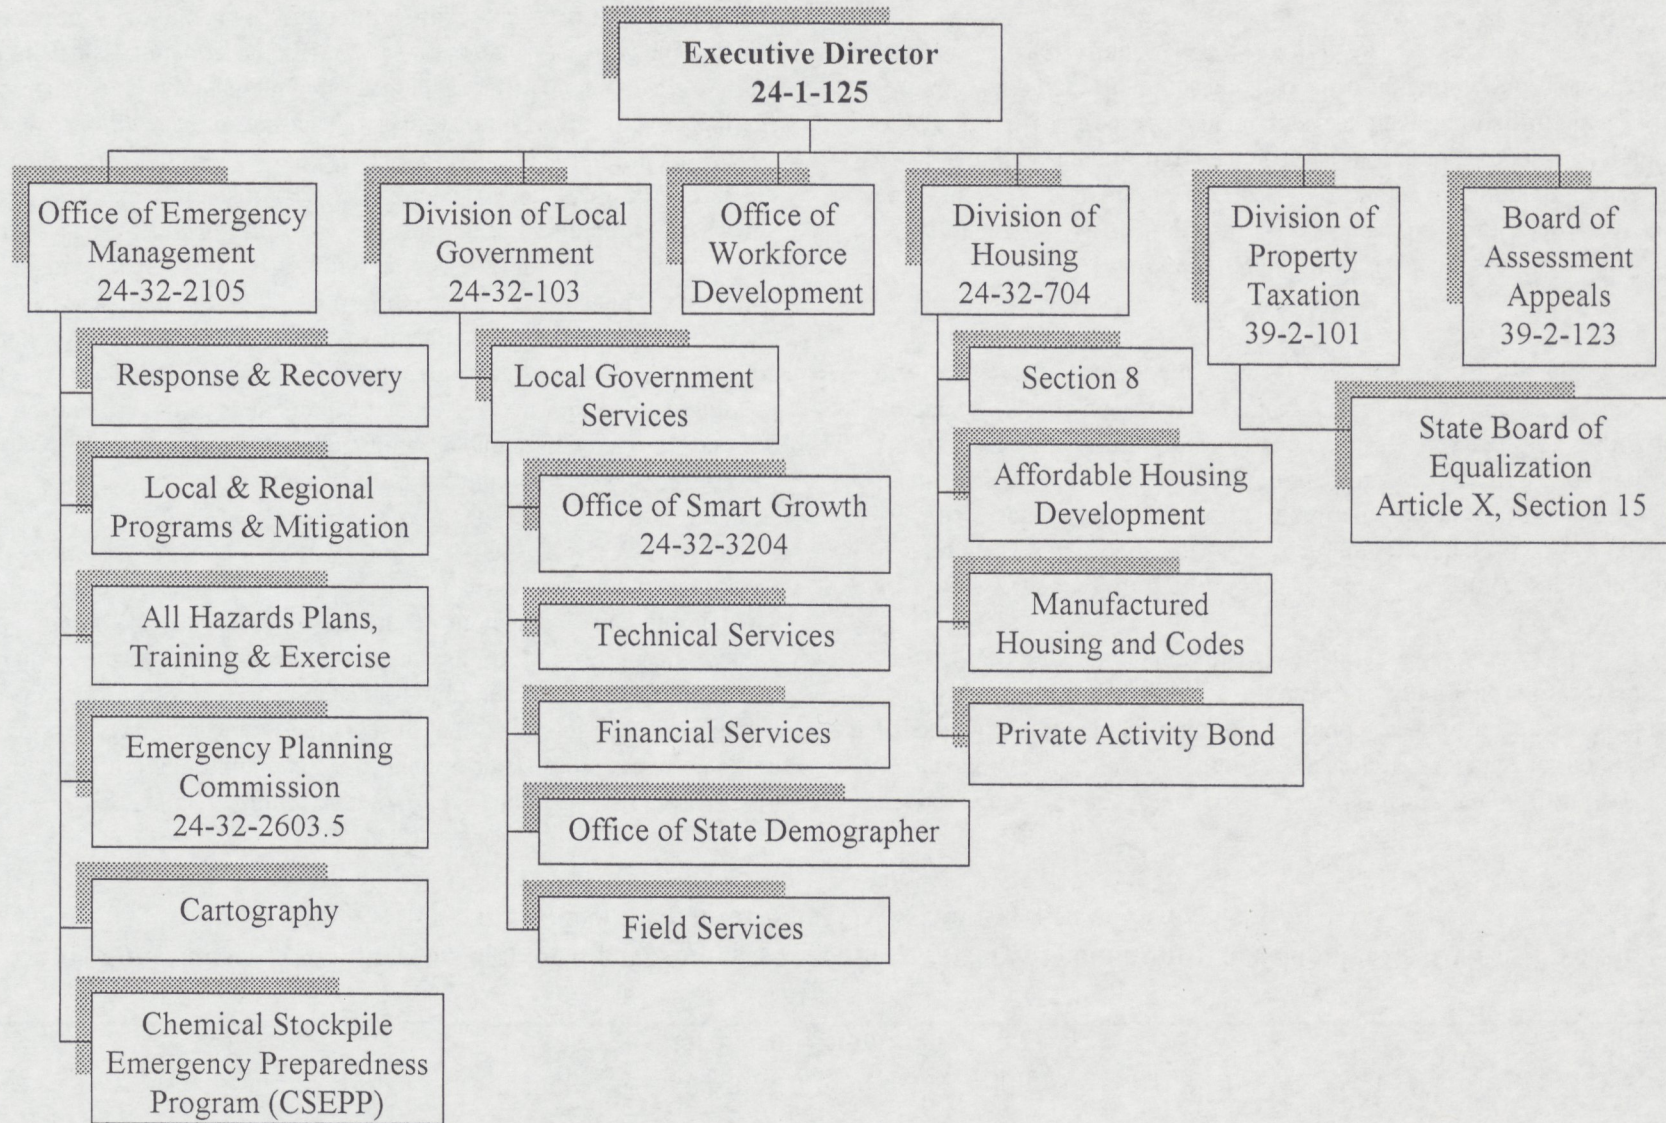 Executive Director
24-1-125
Office of Emergency
Management
24-32-2105
Response & Recovery
Local & Regional
Programs & Mitigation
All Hazards Plans,
Training & Exercise
Emergency Planning
Commission
24-32-2603.5
Cartography
Chemical Stockpile
Emergency Preparedness
Program (CSEPP)
Division of Local
Government
24-32-103
Local Government
Services
Office of Smart Growth
24-32-3204
Technical Services
Financial Services
Office of State Demographer
Field Services
Office of
Workforce
Development
Division of
Housing
24-32-704
Section 8
Affordable Housing
Development
Manufactured
Housing and Codes
Private Activity Bond
Division of
Property
Taxation
39-2-101
State Board of
Equalization
Article X, Section 15
Board of
Assessment
Appeals
39-2-123